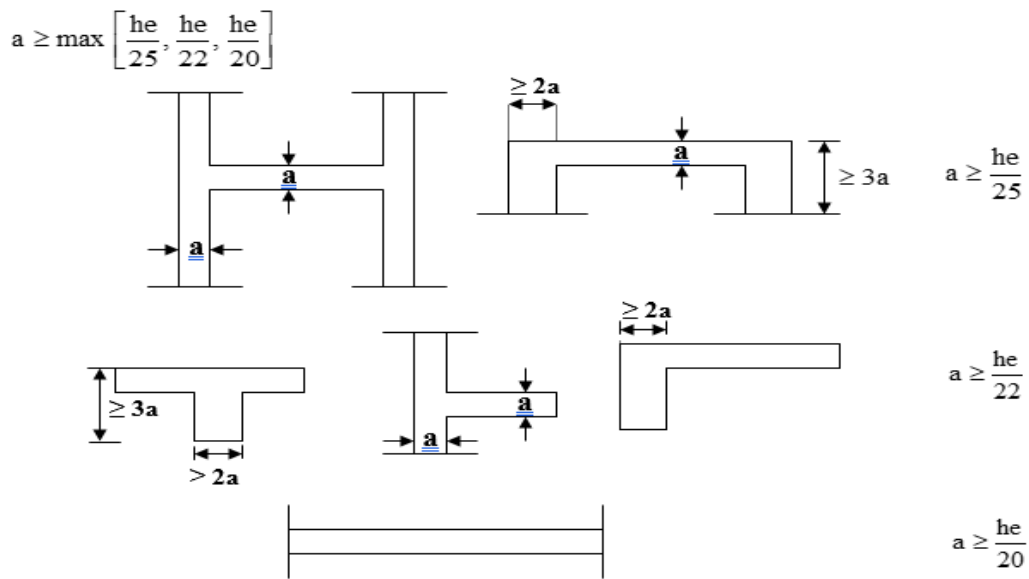 a ≥ max [he/25, he/22, he/20]
≥ 2a
a
a
≥ 3a
a ≥ he/25
a
≥ 2a
≥ 3a
a
a ≥ he/22
a
> 2a
a ≥ he/20